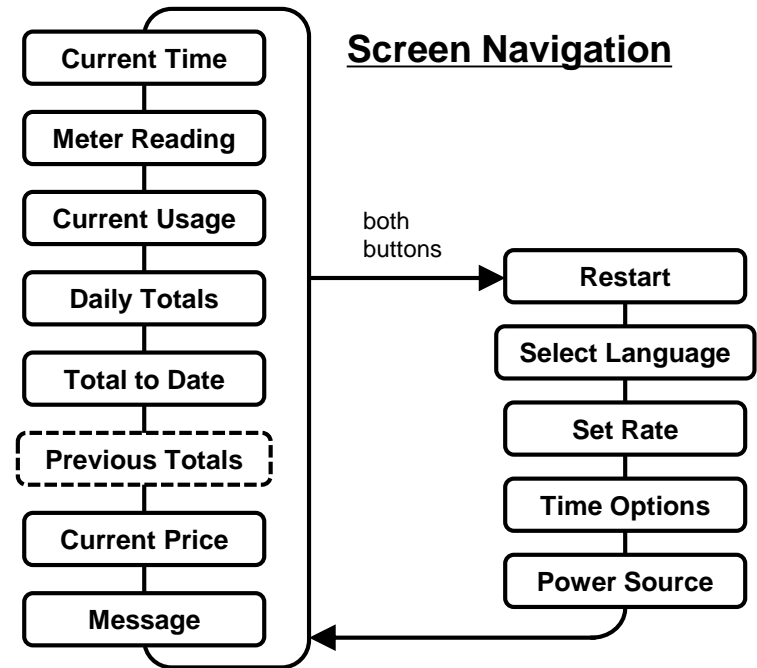 Screen Navigation
Current Time
Meter Reading
Current Usage
Daily Totals
Total to Date
Previous Totals
Current Price
Message
both
buttons
Restart
Select Language
Set Rate
Time Options
Power Source